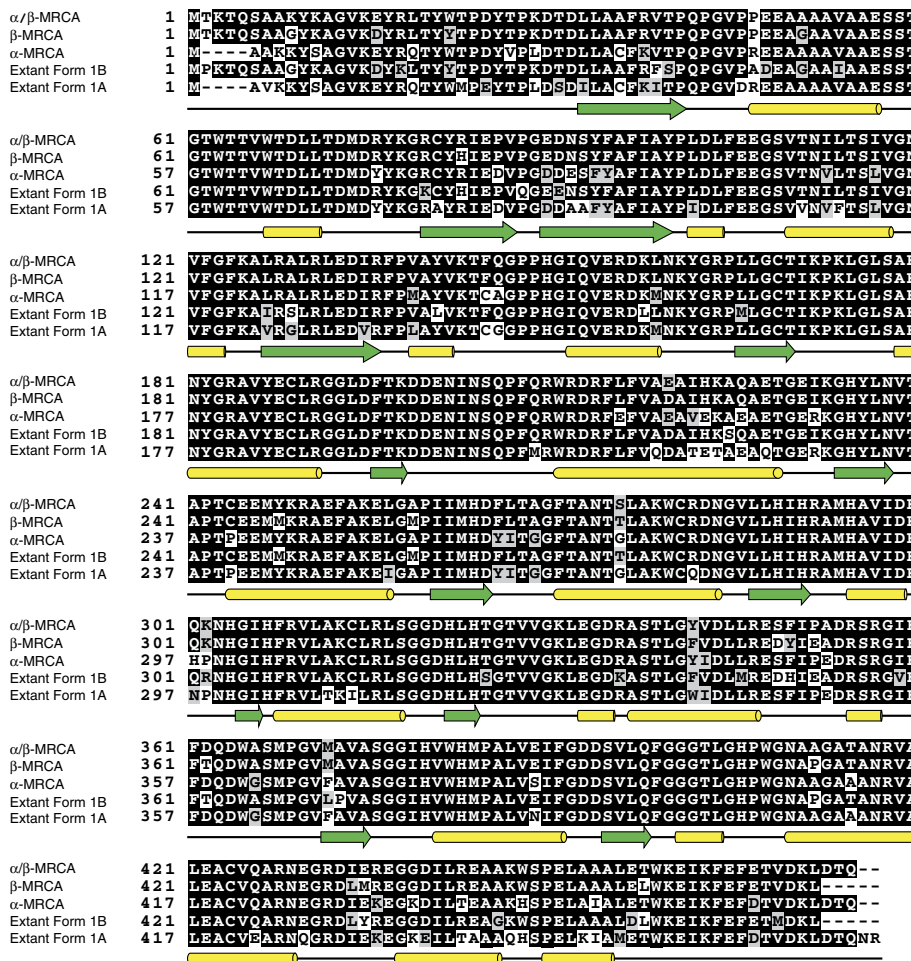 α/β-MRCA 1 MTKTQSAAKYKAGVKEYRLTYWTPDYTPKDTDLLAAFRVTPQPGVPPEEAAAAVAAESST
β-MRCA 1 MTKTQSAAGYKAGVKDYRLTYYTPDYTPKDTDLLAAFRVTPQPGVPPEEAGAAVAAESST
α-MRCA 1 M----AAKKYSAGVKEYRQTYWTPDYVPLDTDLLACFKVTPQPGVPREEAAAAVAAESST
Extant Form 1B 1 MPKTQSAAGYKAGVKDYKLTYYTPDYTPKDTDLLAAFRFSPQPGVPADEAGAAIAAESST
Extant Form 1A 1 M----AVKKYSAGVKEYRQTYWMPEYTPLDSDILACFKITPQPGVDREEAAAAVAAESST
α/β-MRCA 61 GTWTTVWTDLLTDMDRYKGRCYRIEPVPGEDNSYFAFIAYPLDLFEEGSVTNILTSIVGN
β-MRCA 61 GTWTTVWTDLLTDMDRYKGRCYHIEPVPGEDNSYFAFIAYPLDLFEEGSVTNILTSIVGN
α-MRCA 57 GTWTTVWTDLLTDMDYYKGRCYRIEDVPGDDESFYAFIAYPLDLFEEGSVTNVLTSLVGN
Extant Form 1B 61 GTWTTVWTDLLTDMDRYKGKCYHIEPVQGEENSYFAFIAYPLDLFEEGSVTNILTSIVGN
Extant Form 1A 57 GTWTTVWTDLLTDMDYYKGRAYRIEDVPGDDAAFYAFIAYPIDLFEEGSVVNVFTSLVGN
α/β-MRCA 121 VFGFKALRALRLEDIRFPVAYVKTFQGPPHGIQVERDKLNKYGRPLLGCTIKPKLGLSAK
β-MRCA 121 VFGFKALRALRLEDIRFPVAYVKTFQGPPHGIQVERDKLNKYGRPLLGCTIKPKLGLSAK
α-MRCA 117 VFGFKALRALRLEDIRFPMAYVKTCAGPPHGIQVERDKMNKYGRPLLGCTIKPKLGLSAK
Extant Form 1B 121 VFGFKAIRSLRLEDIRFPVALVKTFQGPPHGIQVERDLLNKYGRPMLGCTIKPKLGLSAK
Extant Form 1A 117 VFGFKAVRGLRLEDVRFPLAYVKTCGGPPHGIQVERDKMNKYGRPLLGCTIKPKLGLSAK
α/β-MRCA 181 NYGRAVYECLRGGLDFTKDDENINSQPFQRWRDRFLFVAEAIHKAQAETGEIKGHYLNVT
β-MRCA 181 NYGRAVYECLRGGLDFTKDDENINSQPFQRWRDRFLFVADAIHKAQAETGEIKGHYLNVT
α-MRCA 177 NYGRAVYECLRGGLDFTKDDENINSQPFQRWRDRFEFVAEAVEKAEAETGERKGHYLNVT
Extant Form 1B 181 NYGRAVYECLRGGLDFTKDDENINSQPFQRWRDRFLFVADAIHKSQAETGEIKGHYLNVT
Extant Form 1A 177 NYGRAVYECLRGGLDFTKDDENINSQPFMRWRDRFLFVQDATETAEAQTGERKGHYLNVT
α/β-MRCA 241 APTCEEMYKRAEFAKELGAPIIMHDFLTAGFTANTSLAKWCRDNGVLLHIHRAMHAVIDR
β-MRCA 241 APTCEEMMKRAEFAKELGMPIIMHDFLTAGFTANTTLAKWCRDNGVLLHIHRAMHAVIDR
α-MRCA 237 APTPEEMYKRAEFAKELGAPIIMHDYITGGFTANTGLAKWCRDNGVLLHIHRAMHAVIDR
Extant Form 1B 241 APTCEEMMKRAEFAKELGMPIIMHDFLTAGFTANTTLAKWCRDNGVLLHIHRAMHAVIDR
Extant Form 1A 237 APTPEEMYKRAEFAKEIGAPIIMHDYITGGFTANTGLAKWCQDNGVLLHIHRAMHAVIDR
α/β-MRCA 301 QKNHGIHFRVLAKCLRLSGGDHLHTGTVVGKLEGDRASTLGYVDLLRESFIPADRSRGIF
β-MRCA 301 QKNHGIHFRVLAKCLRLSGGDHLHTGTVVGKLEGDRASTLGFVDLLREDYIEADRSRGIF
α-MRCA 297 HPNHGIHFRVLAKCLRLSGGDHLHTGTVVGKLEGDRASTLGYIDLLRESFIPEDRSRGIF
Extant Form 1B 301 QRNHGIHFRVLAKCLRLSGGDHLHSGTVVGKLEGDKASTLGFVDLMREDHIEADRSRGVF
Extant Form 1A 297 NPNHGIHFRVLTKILRLSGGDHLHTGTVVGKLEGDRASTLGWIDLLRESFIPEDRSRGIF
α/β-MRCA 361 FDQDWASMPGVMAVASGGIHVWHMPALVEIFGDDSVLQFGGGTLGHPWGNAAGATANRVA
β-MRCA 361 FTQDWASMPGVMAVASGGIHVWHMPALVEIFGDDSVLQFGGGTLGHPWGNAPGATANRVA
α-MRCA 357 FDQDWGSMPGVFAVASGGIHVWHMPALVSIFGDDSVLQFGGGTLGHPWGNAAGAAANRVA
Extant Form 1B 361 FTQDWASMPGVLPVASGGIHVWHMPALVEIFGDDSVLQFGGGTLGHPWGNAPGATANRVA
Extant Form 1A 357 FDQDWGSMPGVFAVASGGIHVWHMPALVNIFGDDSVLQFGGGTLGHPWGNAAGAAANRVA
α/β-MRCA 421 LEACVQARNEGRDIEREGGDILREAAKWSPELAAALETWKEIKFEFETVDKLDTQ--
β-MRCA 421 LEACVQARNEGRDLMREGGDILREAAKWSPELAAALELWKEIKFEFETVDKL-----
α-MRCA 417 LEACVQARNEGRDIEKEGKDILTEAAKHSPELAIALETWKEIKFEFDTVDKLDTQ--
Extant Form 1B 421 LEACVQARNEGRDLYREGGDILREAGKWSPELAAALDLWKEIKFEFETMDKL-----
Extant Form 1A 417 LEACVEARNQGRDIEKEGKEILTAAAQHSPELKIAMETWKEIKFEFDTVDKLDTQNR